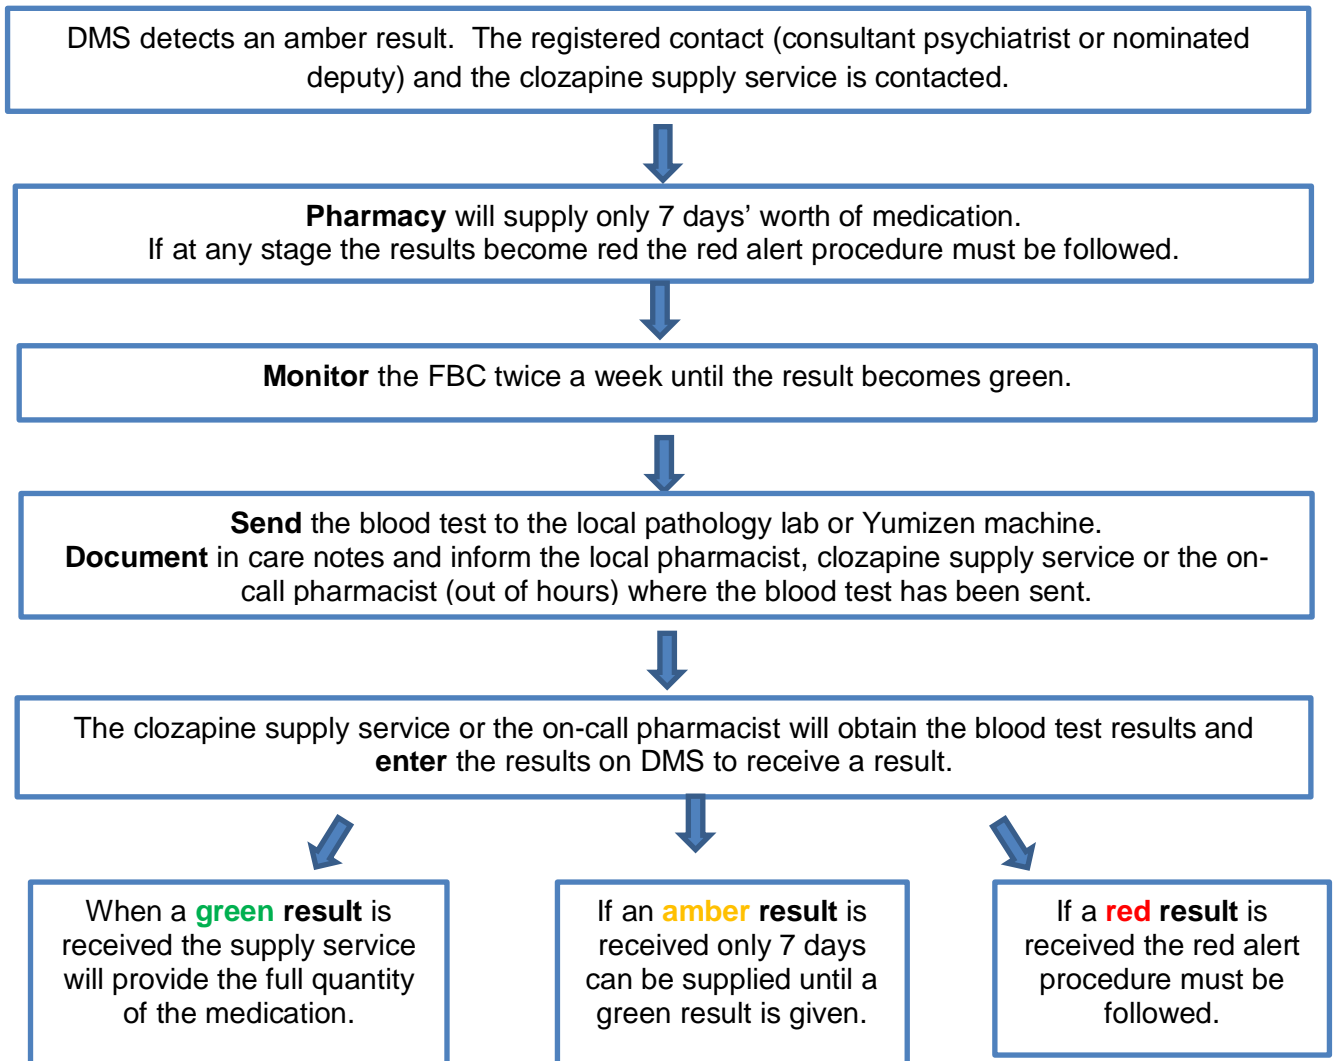 DMS detects an amber result.  The registered contact (consultant psychiatrist or nominated
deputy) and the clozapine supply service is contacted.
Pharmacy will supply only 7 days’ worth of medication.
If at any stage the results become red the red alert procedure must be followed.
Monitor the FBC twice a week until the result becomes green.
Send the blood test to the local pathology lab or Yumizen machine.
Document in care notes and inform the local pharmacist, clozapine supply service or the on-
call pharmacist (out of hours) where the blood test has been sent.
The clozapine supply service or the on-call pharmacist will obtain the blood test results and
enter the results on DMS to receive a result.
When a green result is
received the supply service
will provide the full quantity
of the medication.
If an amber result is
received only 7 days
can be supplied until a
green result is given.
If a red result is
received the red alert
procedure must be
followed.